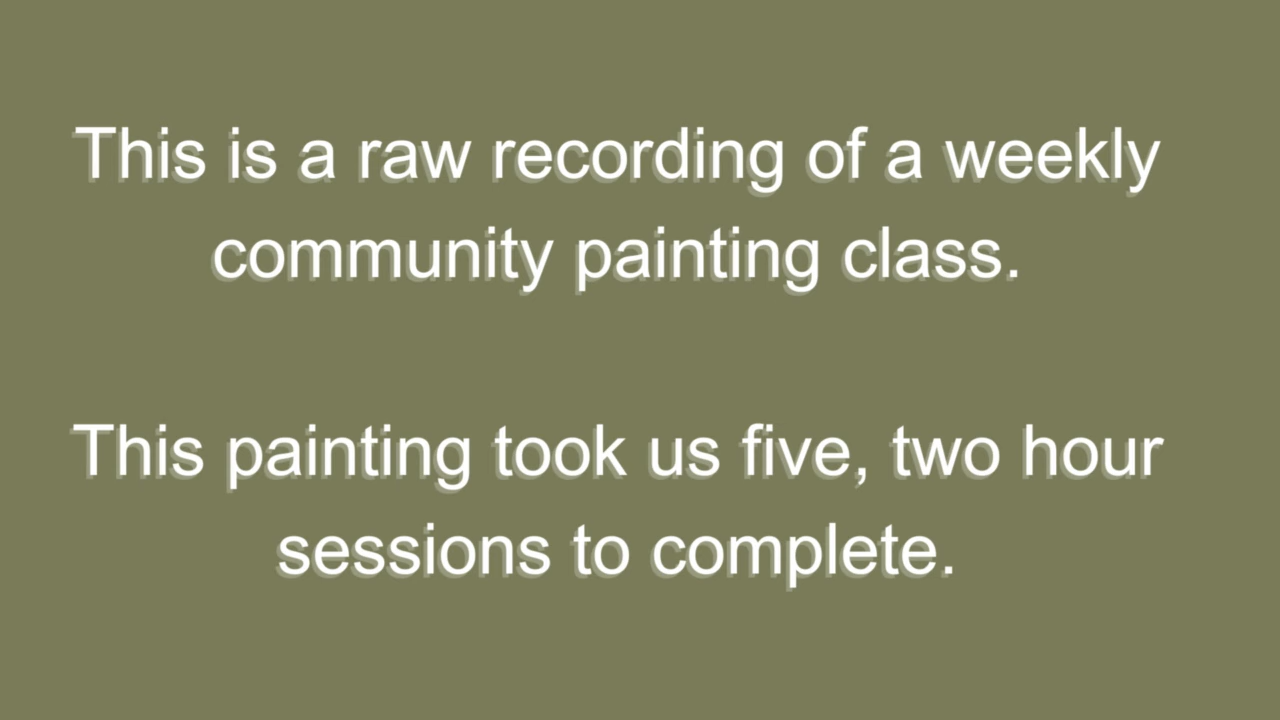 This is a raw recording of a weekly
community painting class.
This painting took us five, two hour
sessions to complete.